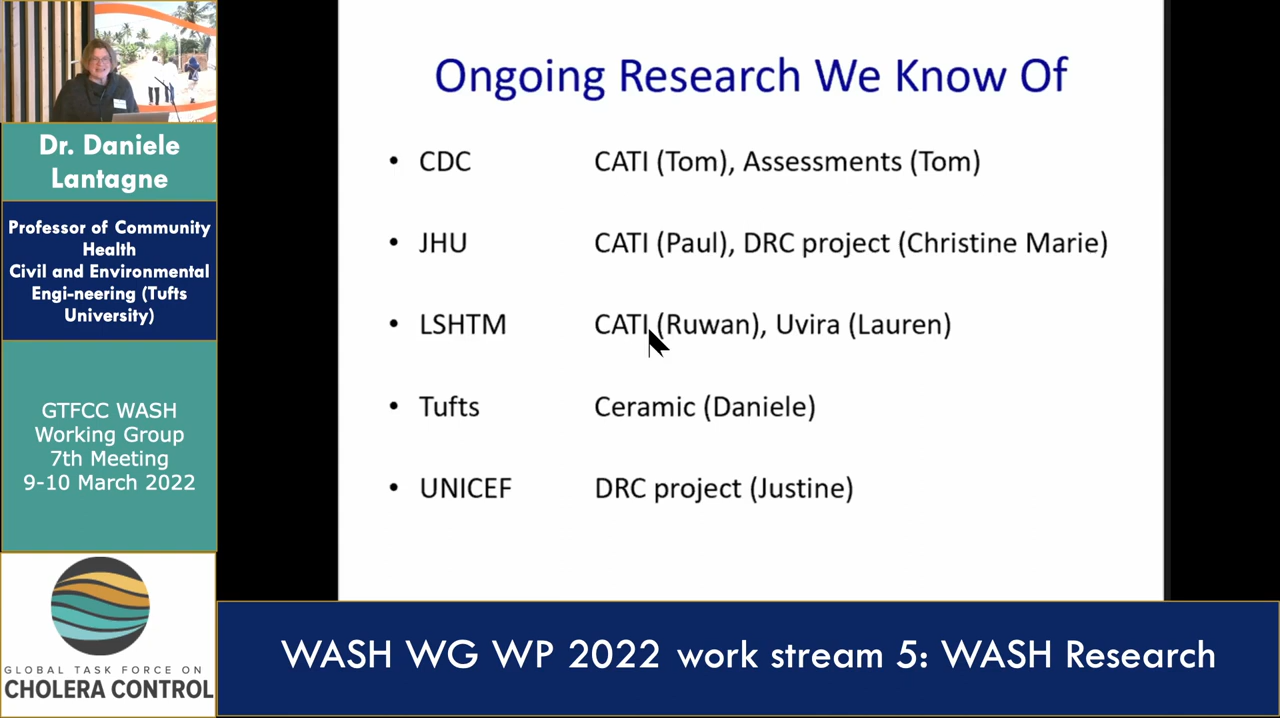 Dr. Daniele
Lantagne
Professor of Community
Health
Civil and Environmental
Engi-neering (Tufts
University)
GTFCC WASH
Working Group
7th Meeting
9-10 March 2022
GLOBAL TASK FORCE ON
CHOLERA CONTROL
Ongoing Research We Know Of
• CDC CATI (Tom), Assessments (Tom)
• JHU CATI (Paul), DRC project (Christine Marie)
• LSHTM CATI (Ruwan), Uvira (Lauren)
• Tufts Ceramic (Daniele)
• UNICEF DRC project (Justine)
WASH WG WP 2022 work stream 5: WASH Research